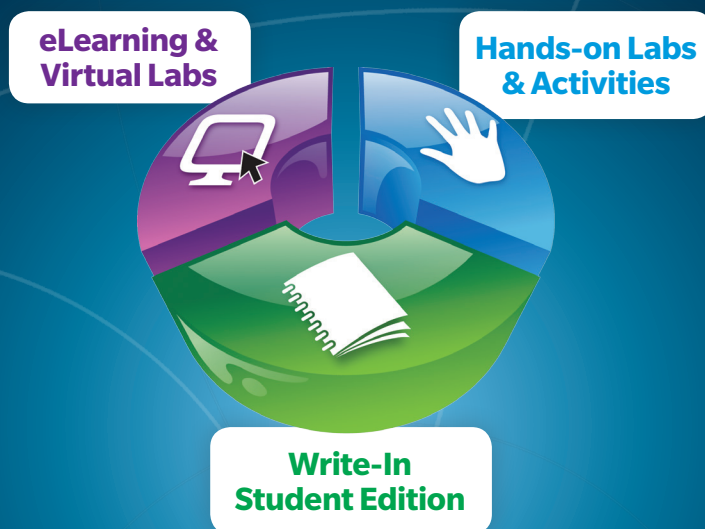 eLearning &
Virtual Labs
Hands-on Labs
& Activities
Write-In
Student Edition